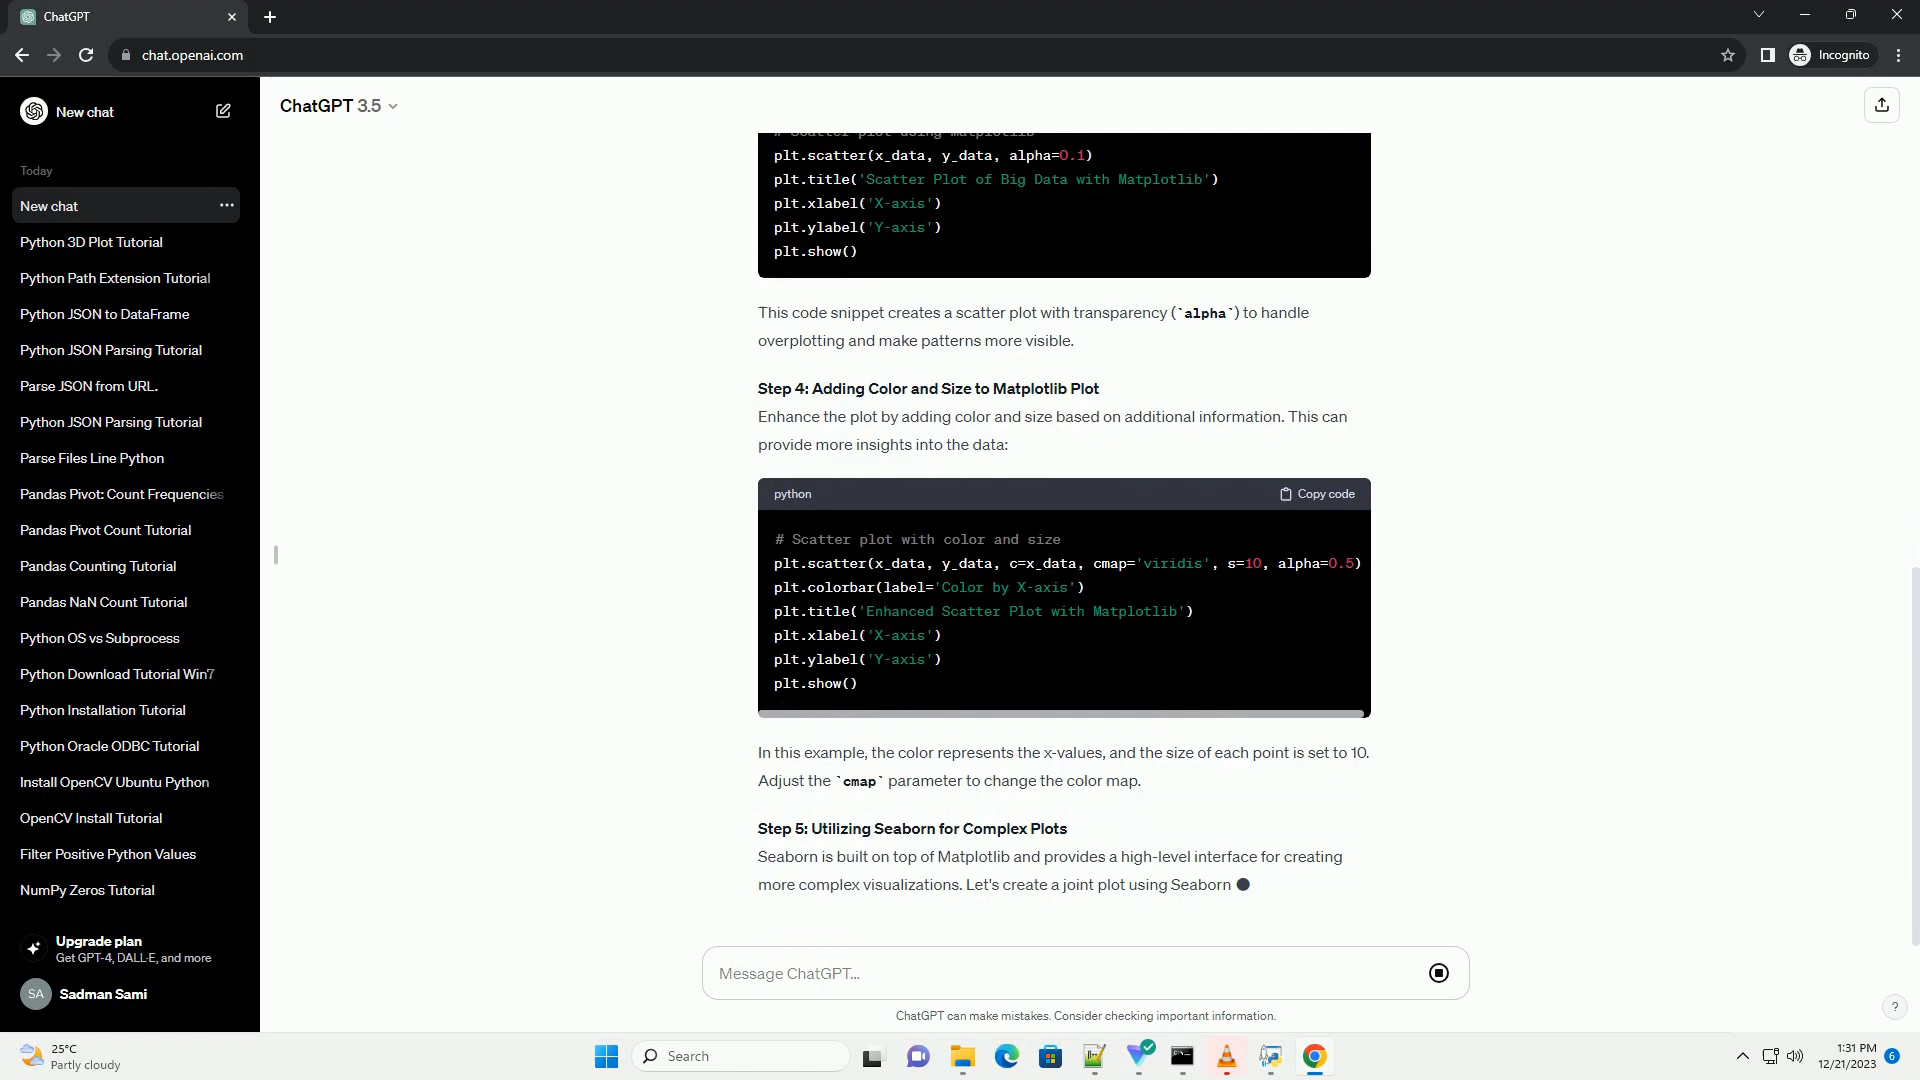 ChatGPT
chat.openai.com
Incognito
New chat
Today
New chat
Python 3D Plot Tutorial
Python Path Extension Tutorial
Python JSON to DataFrame
Python JSON Parsing Tutorial
Parse JSON from URL.
Python JSON Parsing Tutorial
Parse Files Line Python
Pandas Pivot: Count Frequencies
Pandas Pivot Count Tutorial
Pandas Counting Tutorial
Pandas NaN Count Tutorial
Python OS vs Subprocess
Python Download Tutorial Win7
Python Installation Tutorial
Python Oracle ODBC Tutorial
Install OpenCV Ubuntu Python
OpenCV Install Tutorial
Filter Positive Python Values
NumPy Zeros Tutorial
Upgrade plan
Get GPT-4, DALL·E, and more
SA Sadman Sami
ChatGPT 3.5
# Scatter plot using Matplotlib
plt.scatter(x_data, y_data, alpha=0.1)
plt.title('Scatter Plot of Big Data with Matplotlib')
plt.xlabel('X-axis')
plt.ylabel('Y-axis')
plt.show()
This code snippet creates a scatter plot with transparency (`alpha`) to handle
overplotting and make patterns more visible.
Step 4: Adding Color and Size to Matplotlib Plot
Enhance the plot by adding color and size based on additional information. This can
provide more insights into the data:
python Copy code
# Scatter plot with color and size
plt.scatter(x_data, y_data, c=x_data, cmap='viridis', s=10, alpha=0.5)
plt.colorbar(label='Color by X-axis')
plt.title('Enhanced Scatter Plot with Matplotlib')
plt.xlabel('X-axis')
plt.ylabel('Y-axis')
plt.show()
In this example, the color represents the x-values, and the size of each point is set to 10.
Adjust the `cmap` parameter to change the color map.
Step 5: Utilizing Seaborn for Complex Plots
Seaborn is built on top of Matplotlib and provides a high-level interface for creating
more complex visualizations. Let's create a joint plot using Seaborn
Message ChatGPT...
ChatGPT can make mistakes. Consider checking important information.
?
25°C
Partly cloudy
Search
1:31 PM
12/21/2023
6